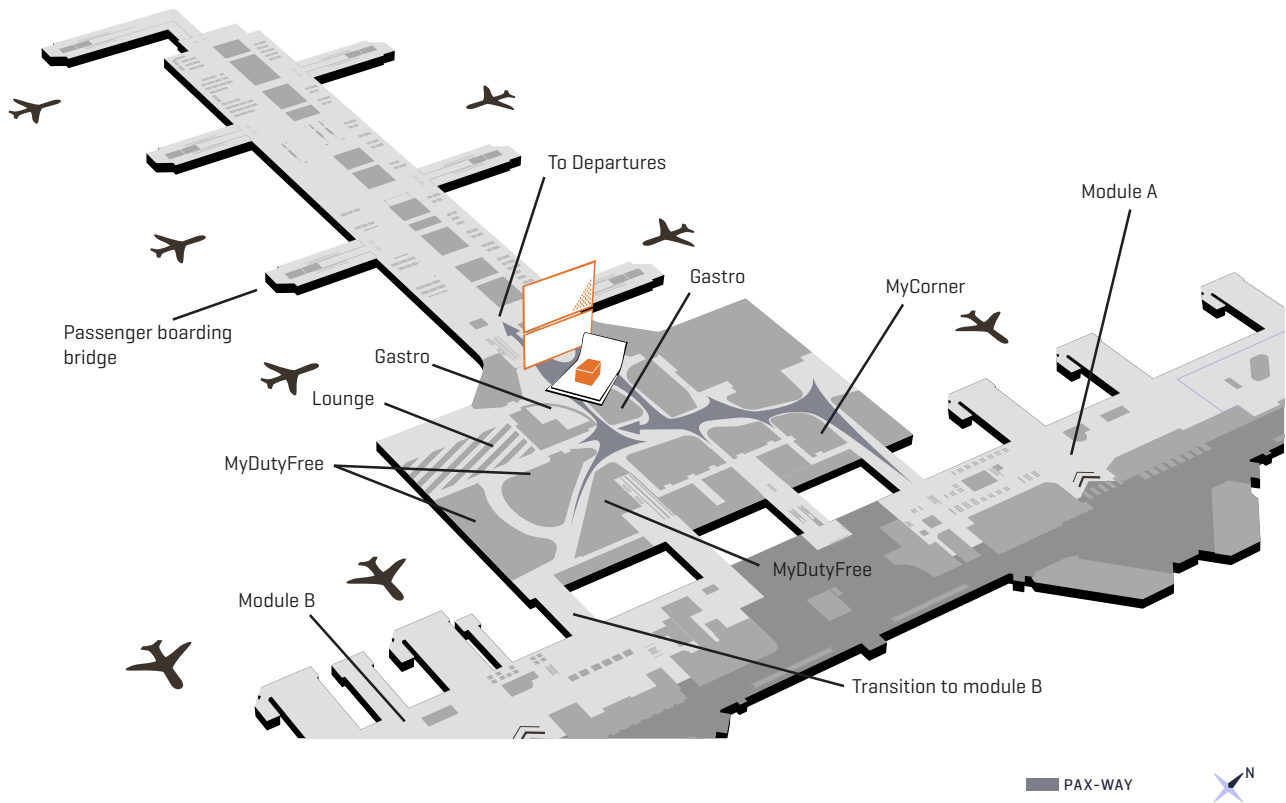 To Departures
Module A
Gastro
MyCorner
Passenger boarding
bridge
Gastro
Lounge
MyDutyFree
MyDutyFree
Module B
Transition to module B
PAX-WAY
N